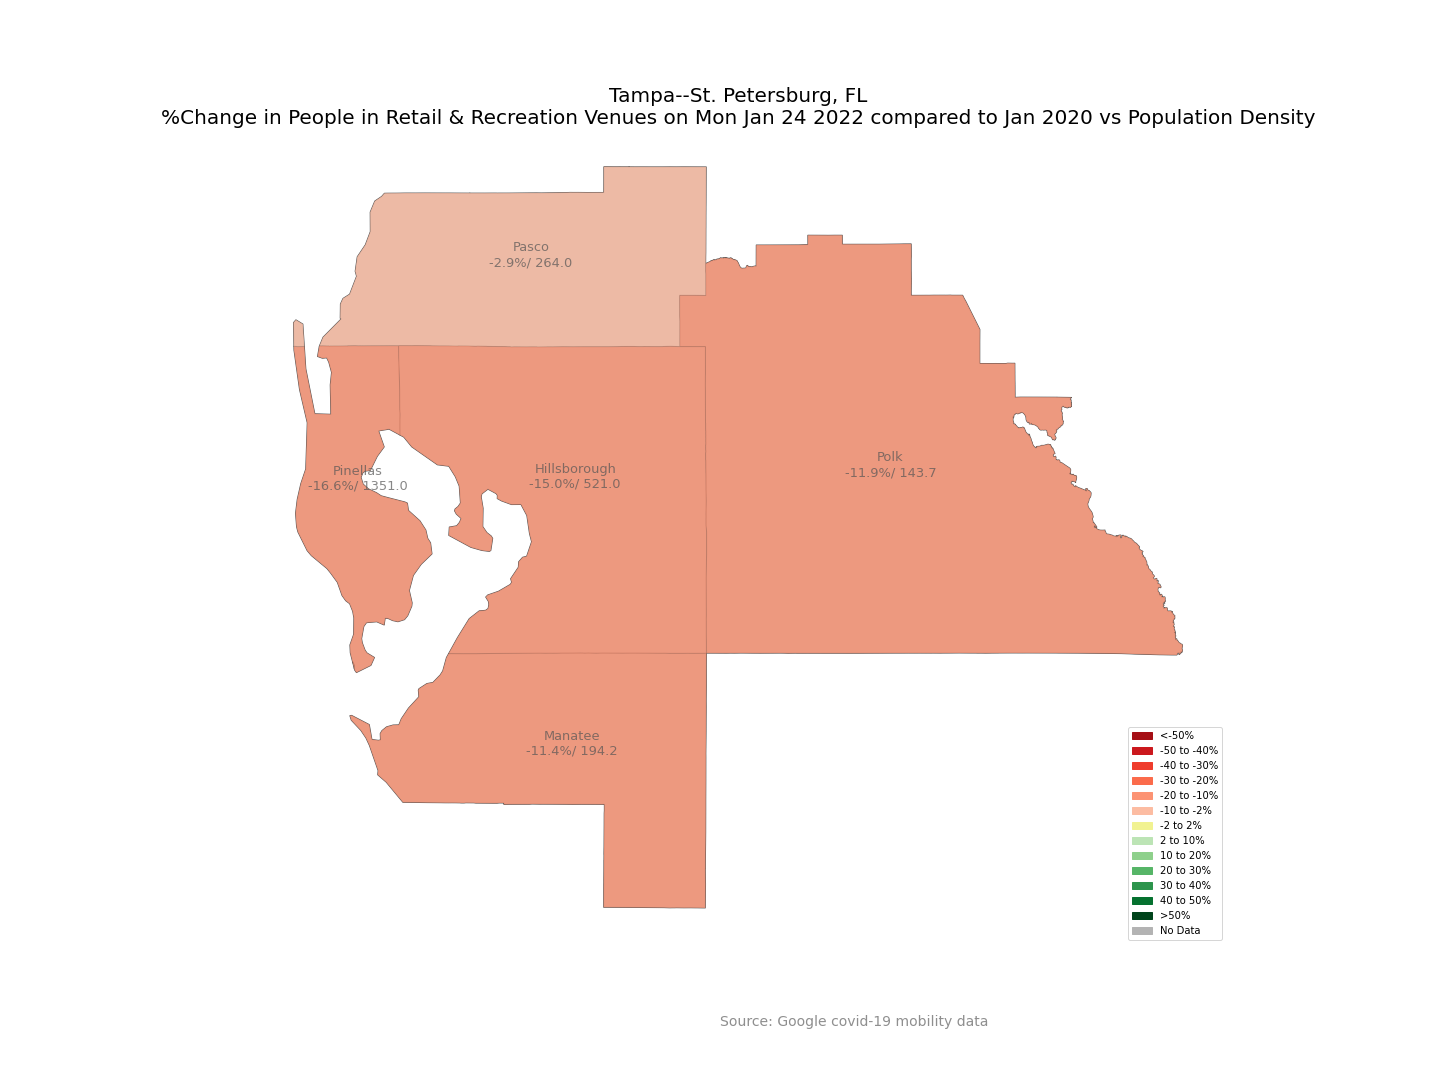 Tampa--St. Petersburg, FL
%Change in People in Retail & Recreation Venues on Mon Jan 24 2022 compared to Jan 2020 vs Population Density
Pasco
-2.9%/ 264.0
Polk
-11.9%/ 143.7
Pinellas
-16.6%/ 1351.0
Hillsborough
-15.0%/ 521.0
Manatee
-11.4%/ 194.2
<-50%
-50 to -40%
-40 to -30%
-30 to -20%
-20 to -10%
-10 to -2%
-2 to 2%
2 to 10%
10 to 20%
20 to 30%
30 to 40%
40 to 50%
>50%
No Data
Source: Google covid-19 mobility data